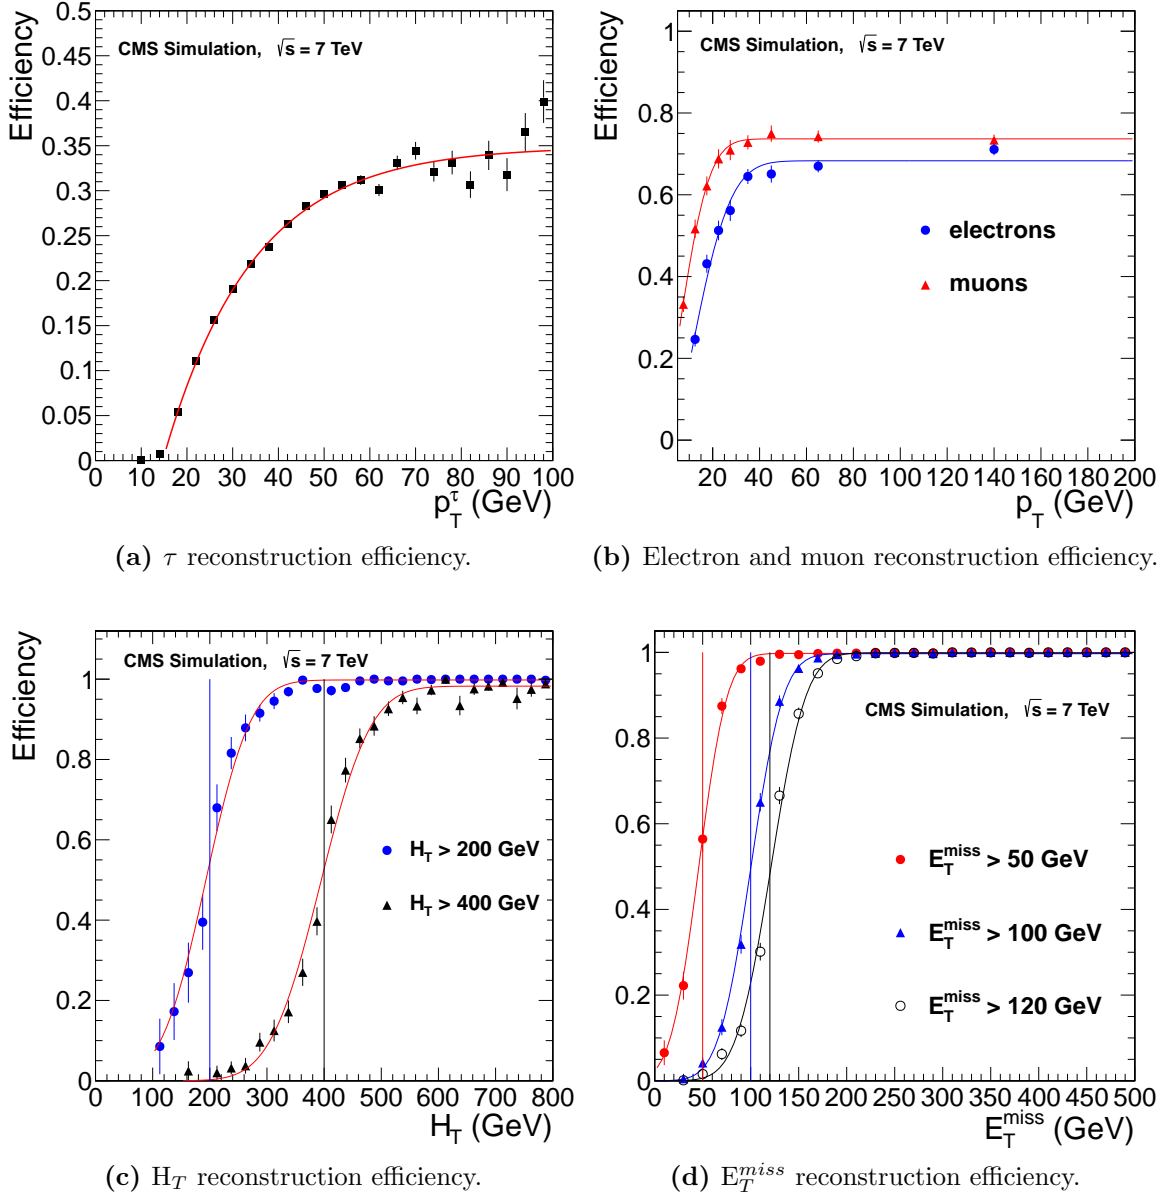 CMS Simulation, √s = 7 TeV
Efficiency
0.5
0.45
0.4
0.35
0.3
0.25
0.2
0.15
0.1
0.05
0
0 10 20 30 40 50 60 70 80 90 100
p_T^τ (GeV)
(a) τ reconstruction efficiency.
CMS Simulation, √s = 7 TeV
Efficiency
1
0.8
0.6
0.4
0.2
0
electrons
muons
20 40 60 80 100 120 140 160 180 200
p_T (GeV)
(b) Electron and muon reconstruction efficiency.
CMS Simulation, √s = 7 TeV
Efficiency
1
0.8
0.6
0.4
0.2
0
H_T > 200 GeV
H_T > 400 GeV
0 100 200 300 400 500 600 700 800
H_T (GeV)
(c) H_T reconstruction efficiency.
CMS Simulation, √s = 7 TeV
Efficiency
1
0.8
0.6
0.4
0.2
0
E_T^miss > 50 GeV
E_T^miss > 100 GeV
E_T^miss > 120 GeV
0 50 100 150 200 250 300 350 400 450 500
E_T^miss (GeV)
(d) E_T^miss reconstruction efficiency.